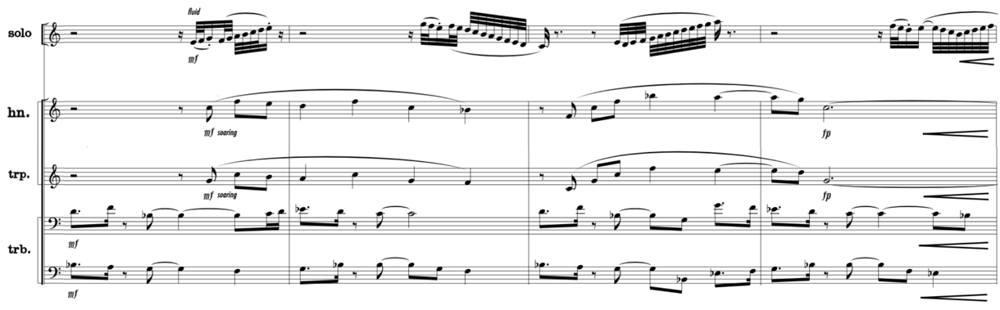 fluid
solo
mf
hn.
mf soaring
fp
trp.
mf soaring
fp
mf
trb.
mf